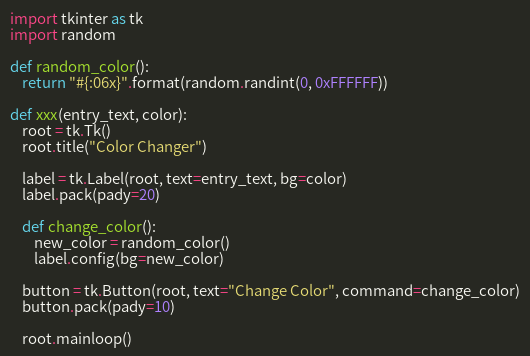 import tkinter as tk
import random

def random_color():
    return "#{:06x}".format(random.randint(0, 0xFFFFFF))

def xxx(entry_text, color):
    root = tk.Tk()
    root.title("Color Changer")

    label = tk.Label(root, text=entry_text, bg=color)
    label.pack(pady=20)

    def change_color():
        new_color = random_color()
        label.config(bg=new_color)

    button = tk.Button(root, text="Change Color", command=change_color)
    button.pack(pady=10)

    root.mainloop()